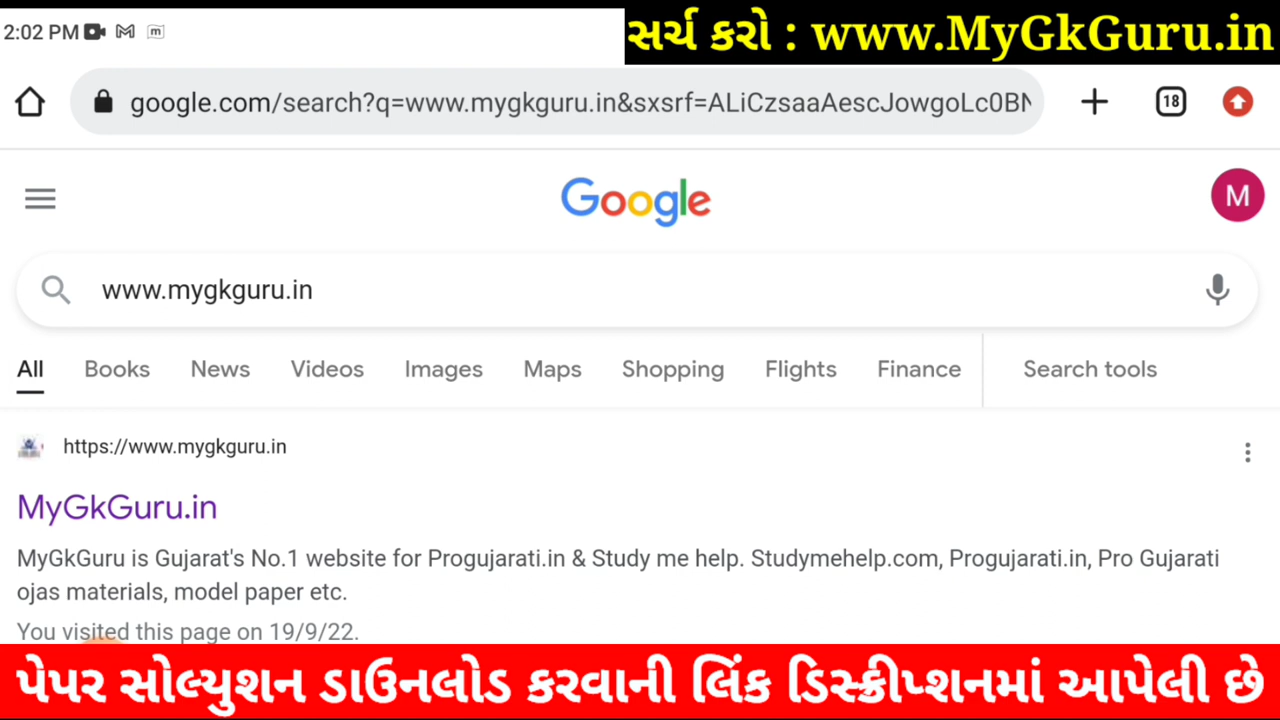 2:02 PM
સર્ચ કરો : www.MyGkGuru.in
google.com/search?q=www.mygkguru.in&sxsrf=ALiCzsaaAescJowgoLc0BN
18
Google
M
www.mygkguru.in
All Books News Videos Images Maps Shopping Flights Finance Search tools
https://www.mygkguru.in
MyGkGuru.in
MyGkGuru is Gujarat's No.1 website for Progujarati.in & Study me help. Studymehelp.com, Progujarati.in, Pro Gujarati
ojas materials, model paper etc.
You visited this page on 19/9/22.
પેપર સોલ્યુશન ડાઉનલોડ કરવાની લિંક ડિસ્ક્રીપ્શનમાં આપેલી છે